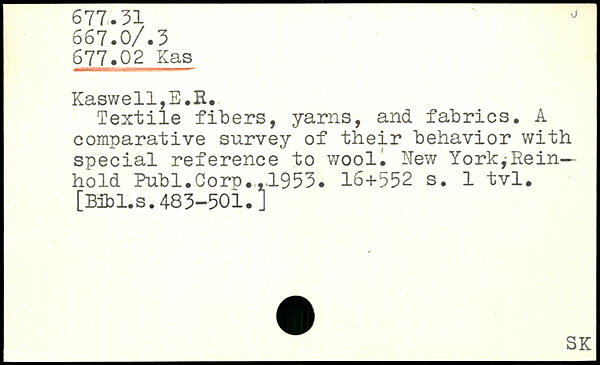 677.31
667.0/.3
677.02 Kas
Kaswell,E.R.
Textile fibers, yarns, and fabrics. A
comparative survey of their behavior with
special reference to wool. New York,Rein-
hold Publ.Corp.,1953. 16+552 s. 1 tvl.
[Bibl.s.483-501.]
SK